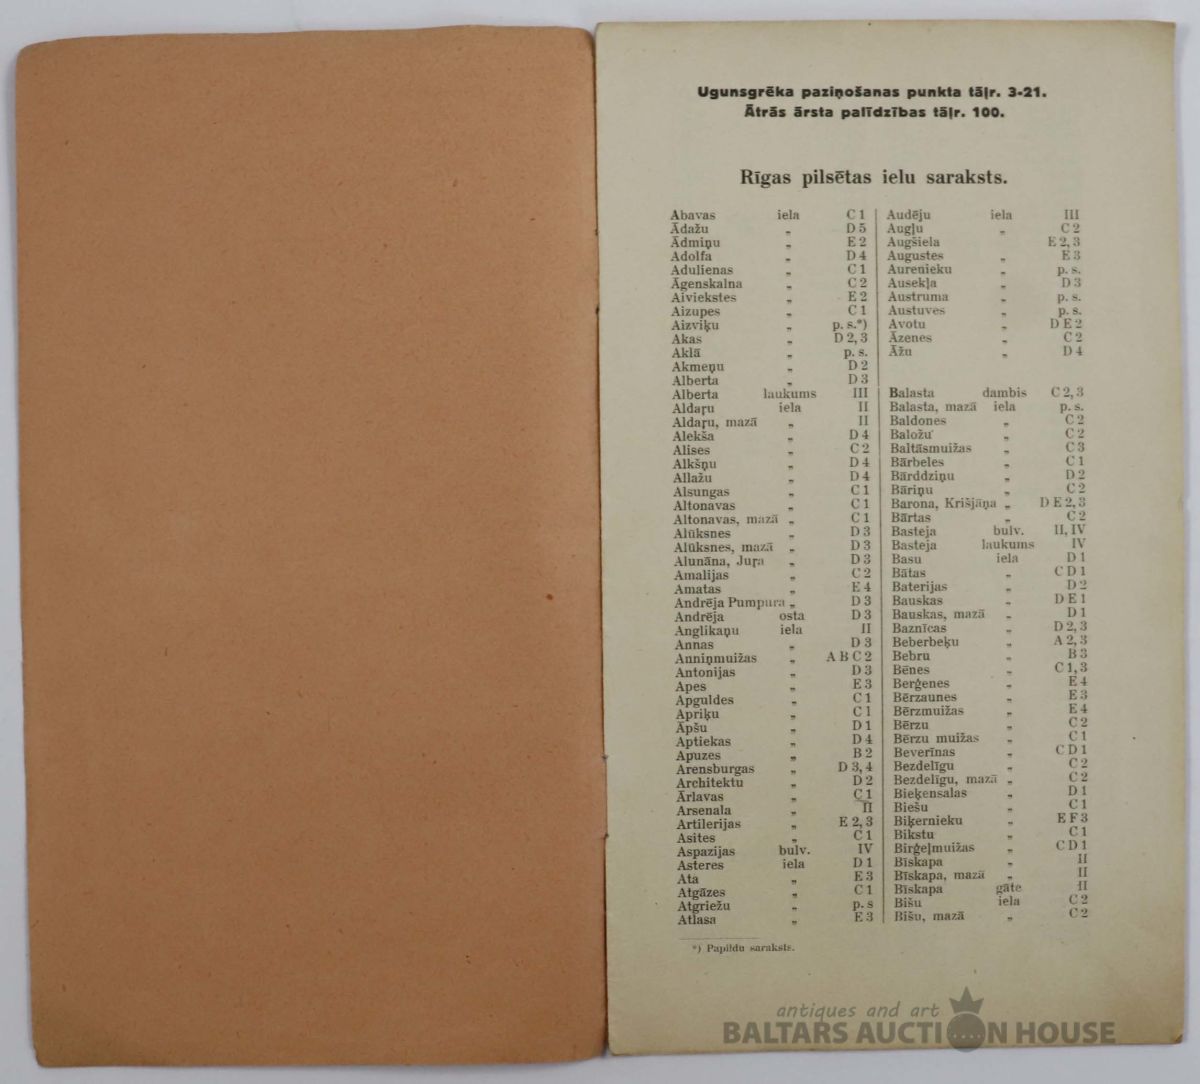 Ugunsgrēka paziņošanas punkta tāļr. 3-21.
Ātrās ārsta palīdzības tāļr. 100.
Rīgas pilsētas ielu saraksts.
Abavas iela C 1
Ādažu „ D 5
Ādmiņu „ E 2
Adolfa „ D 4
Adulienas „ C 1
Āgenskalna „ C 2
Aiviekstes „ E 2
Aizupes „ C 1
Aizviķu „ p. s.*)
Akas „ D 2, 3
Aklā „ p. s.
Akmeņu „ D 2
Alberta „ D 3
Alberta laukums III
Aldaŗu iela II
Aldaŗu, mazā „ II
Alekša „ D 4
Alises „ C 2
Alkšņu „ D 4
Allažu „ D 4
Alsungas „ C 1
Altonavas „ C 1
Altonavas, mazā „ C 1
Alūksnes „ D 3
Alūksnes, mazā „ D 3
Alunāna, Juŗa „ D 3
Amalijas „ C 2
Amatas „ E 4
Andrēja Pumpura „ D 3
Andrēja osta D 3
Anglikaņu iela II
Annas „ D 3
Anniņmuižas „ A B C 2
Antonijas „ D 3
Apes „ E 3
Apguldes „ C 1
Apriķu „ C 1
Āpšu „ D 1
Aptiekas „ D 4
Apuzes „ B 2
Arensburgas „ D 3, 4
Architektu „ D 2
Ārlavas „ C 1
Arsenala „ II
Artilerijas „ E 2, 3
Asites „ C 1
Aspazijas bulv. IV
Asteres iela D 1
Ata „ E 3
Atgāzes „ C 1
Atgriežu „ p. s
Atlasa „ E 3
*) Papildu saraksts.
Audēju iela III
Augļu „ C 2
Augšiela E 2, 3
Augustes „ E 3
Aurenieku „ p. s.
Ausekļa „ D 3
Austruma „ p. s.
Austuves „ p. s.
Avotu „ D E 2
Āzenes „ C 2
Āžu „ D 4
Balasta dambis C 2, 3
Balasta, mazā iela p. s.
Baldones „ C 2
Baložu „ C 2
Baltāsmuižas „ C 3
Bārbeles „ C 1
Bārddziņu „ D 2
Bāriņu „ C 2
Barona, Krišjāņa „ D E 2, 3
Bārtas „ C 2
Basteja bulv. II, IV
Basteja laukums IV
Basu iela D 1
Bātas „ C D 1
Baterijas „ D 2
Bauskas „ D E 1
Bauskas, mazā „ D 1
Baznīcas „ D 2, 3
Beberbeķu „ A 2, 3
Bebru „ B 3
Bēnes „ C 1, 3
Berģenes „ E 4
Bērzaunes „ E 3
Bērzmuižas „ E 4
Bērzu „ C 2
Bērzu muižas „ C 1
Beverīnas „ C D 1
Bezdelīgu „ C 2
Bezdelīgu, mazā „ C 2
Bieķensalas „ D 1
Biešu „ C 1
Biķernieku „ E F 3
Bikstu „ C 1
Birģeļmuižas „ C D 1
Bīskapa „ II
Bīskapa, mazā „ II
Bīskapa gāte II
Bišu iela C 2
Bišu, mazā „ C 2
antiques and art
BALTARS AUCTION HOUSE